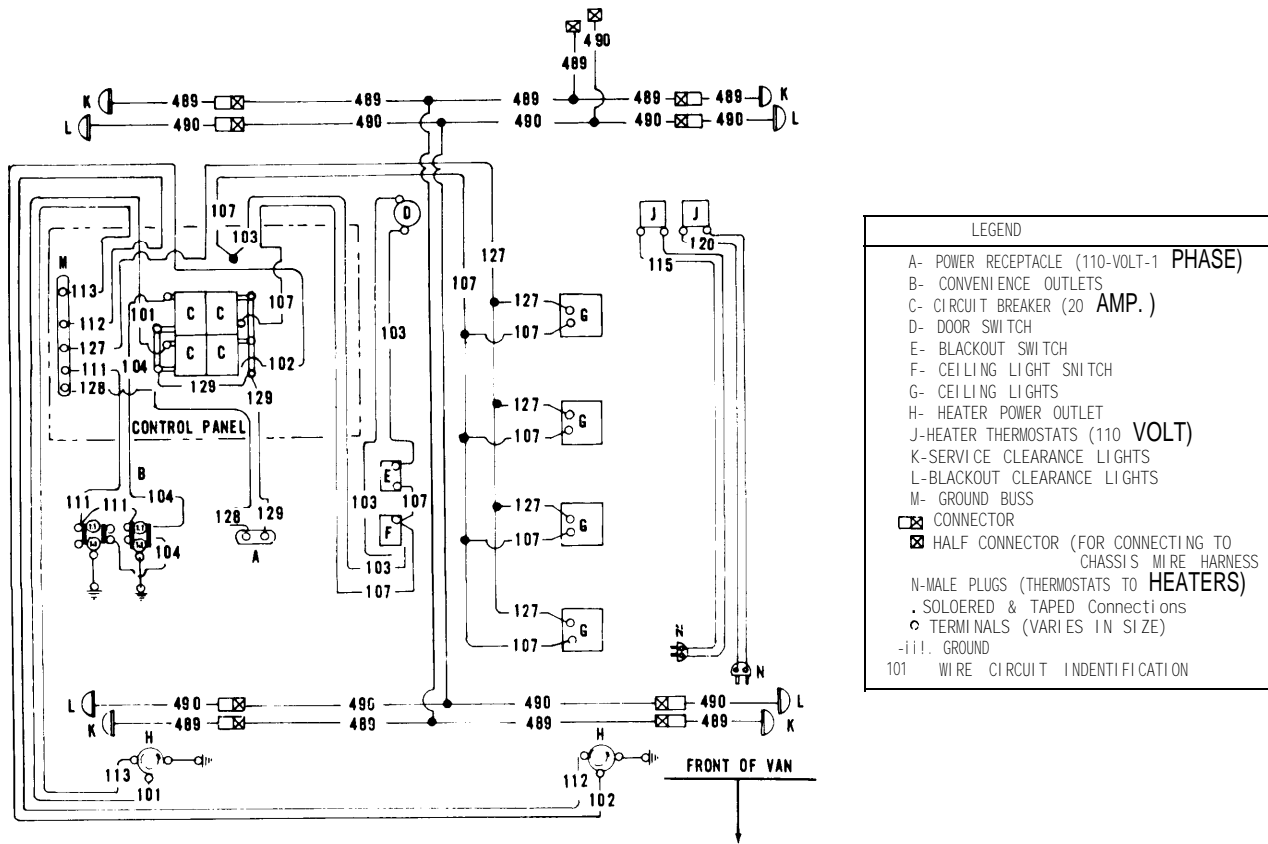 490
489
K 489 489 489 489 K
L 490 490 490 490 490 L
107
103
D
J J
120
115
M
113
112
127
111
128
101
C C
C C
107
102
104
129
129
CONTROL PANEL
103
127
107
127
107
G
127
107
G
127
107
G
127
107
G
B
111 111 104
104
128 129
A
E
107
F
103
103
107
N
N
L 490 490 490 490 L
K 489 489 489 489 K
H
113
101
H
112
102
FRONT OF VAN
LEGEND
A- POWER RECEPTACLE (110-VOLT-1 PHASE)
B- CONVENIENCE OUTLETS
C- CIRCUIT BREAKER (20 AMP.)
D- DOOR SWITCH
E- BLACKOUT SWITCH
F- CEILING LIGHT SNITCH
G- CEILING LIGHTS
H- HEATER POWER OUTLET
J-HEATER THERMOSTATS (110 VOLT)
K-SERVICE CLEARANCE LIGHTS
L-BLACKOUT CLEARANCE LIGHTS
M- GROUND BUSS
CONNECTOR
HALF CONNECTOR (FOR CONNECTING TO
CHASSIS MIRE HARNESS
N-MALE PLUGS (THERMOSTATS TO HEATERS)
. SOLOERED & TAPED Connections
TERMINALS (VARIES IN SIZE)
-ii!. GROUND
101 WIRE CIRCUIT INDENTIFICATION